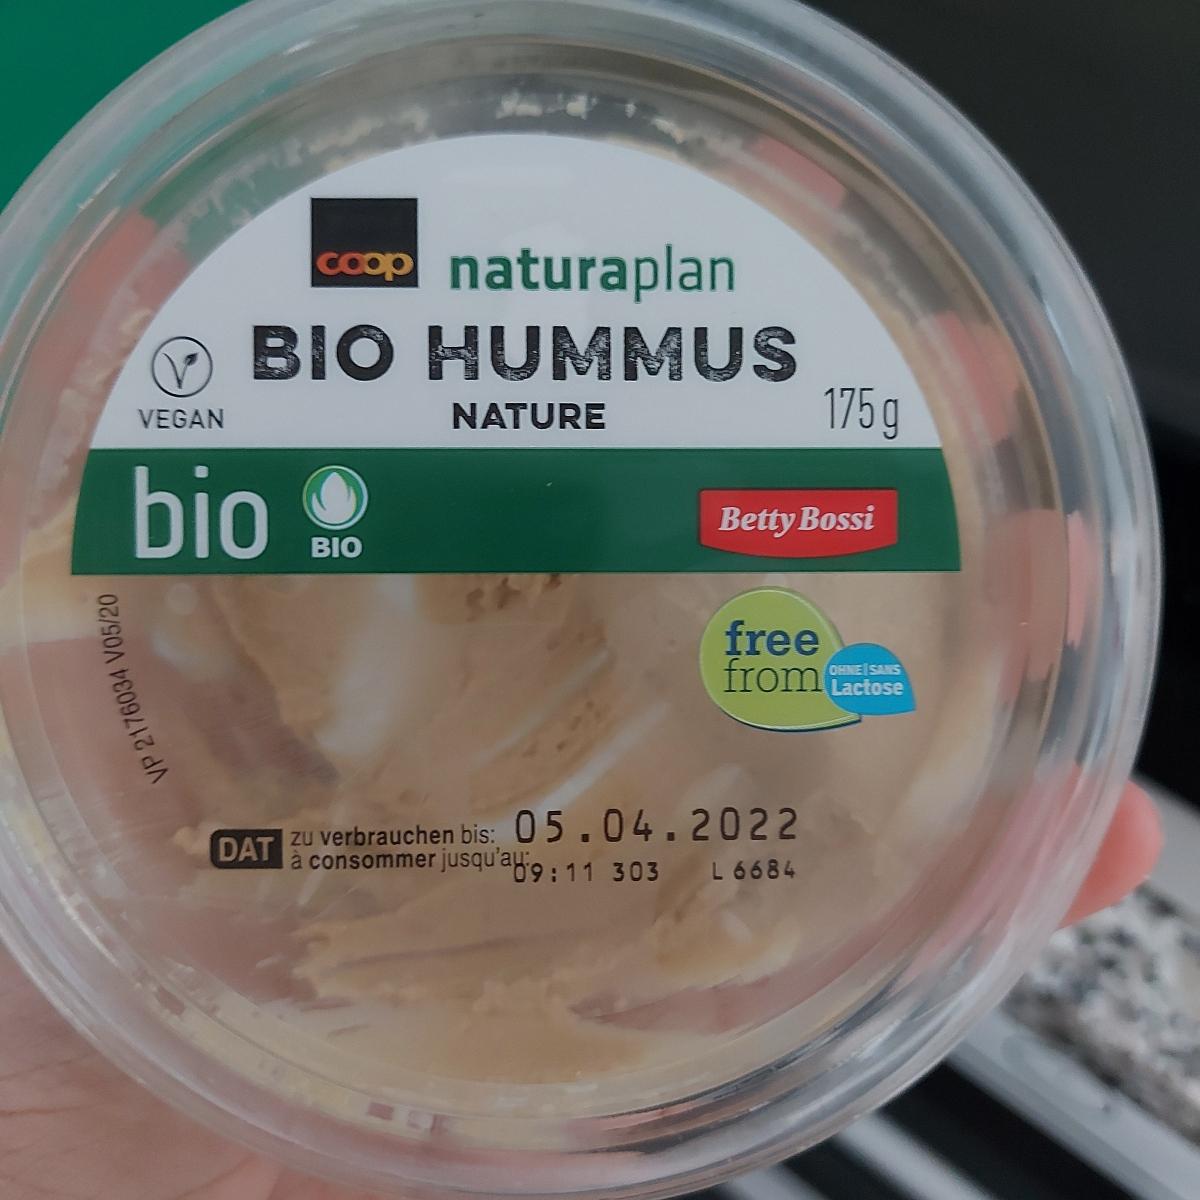 coop
naturaplan
BIO HUMMUS
NATURE
175 g
VEGAN
bio
BIO
Betty Bossi
free
from
OHNE|SANS
Lactose
VP 2176034 V05/20
DAT
zu verbrauchen bis: 05.04.2022
à consommer jusqu'au:
09:11 303 L 6684